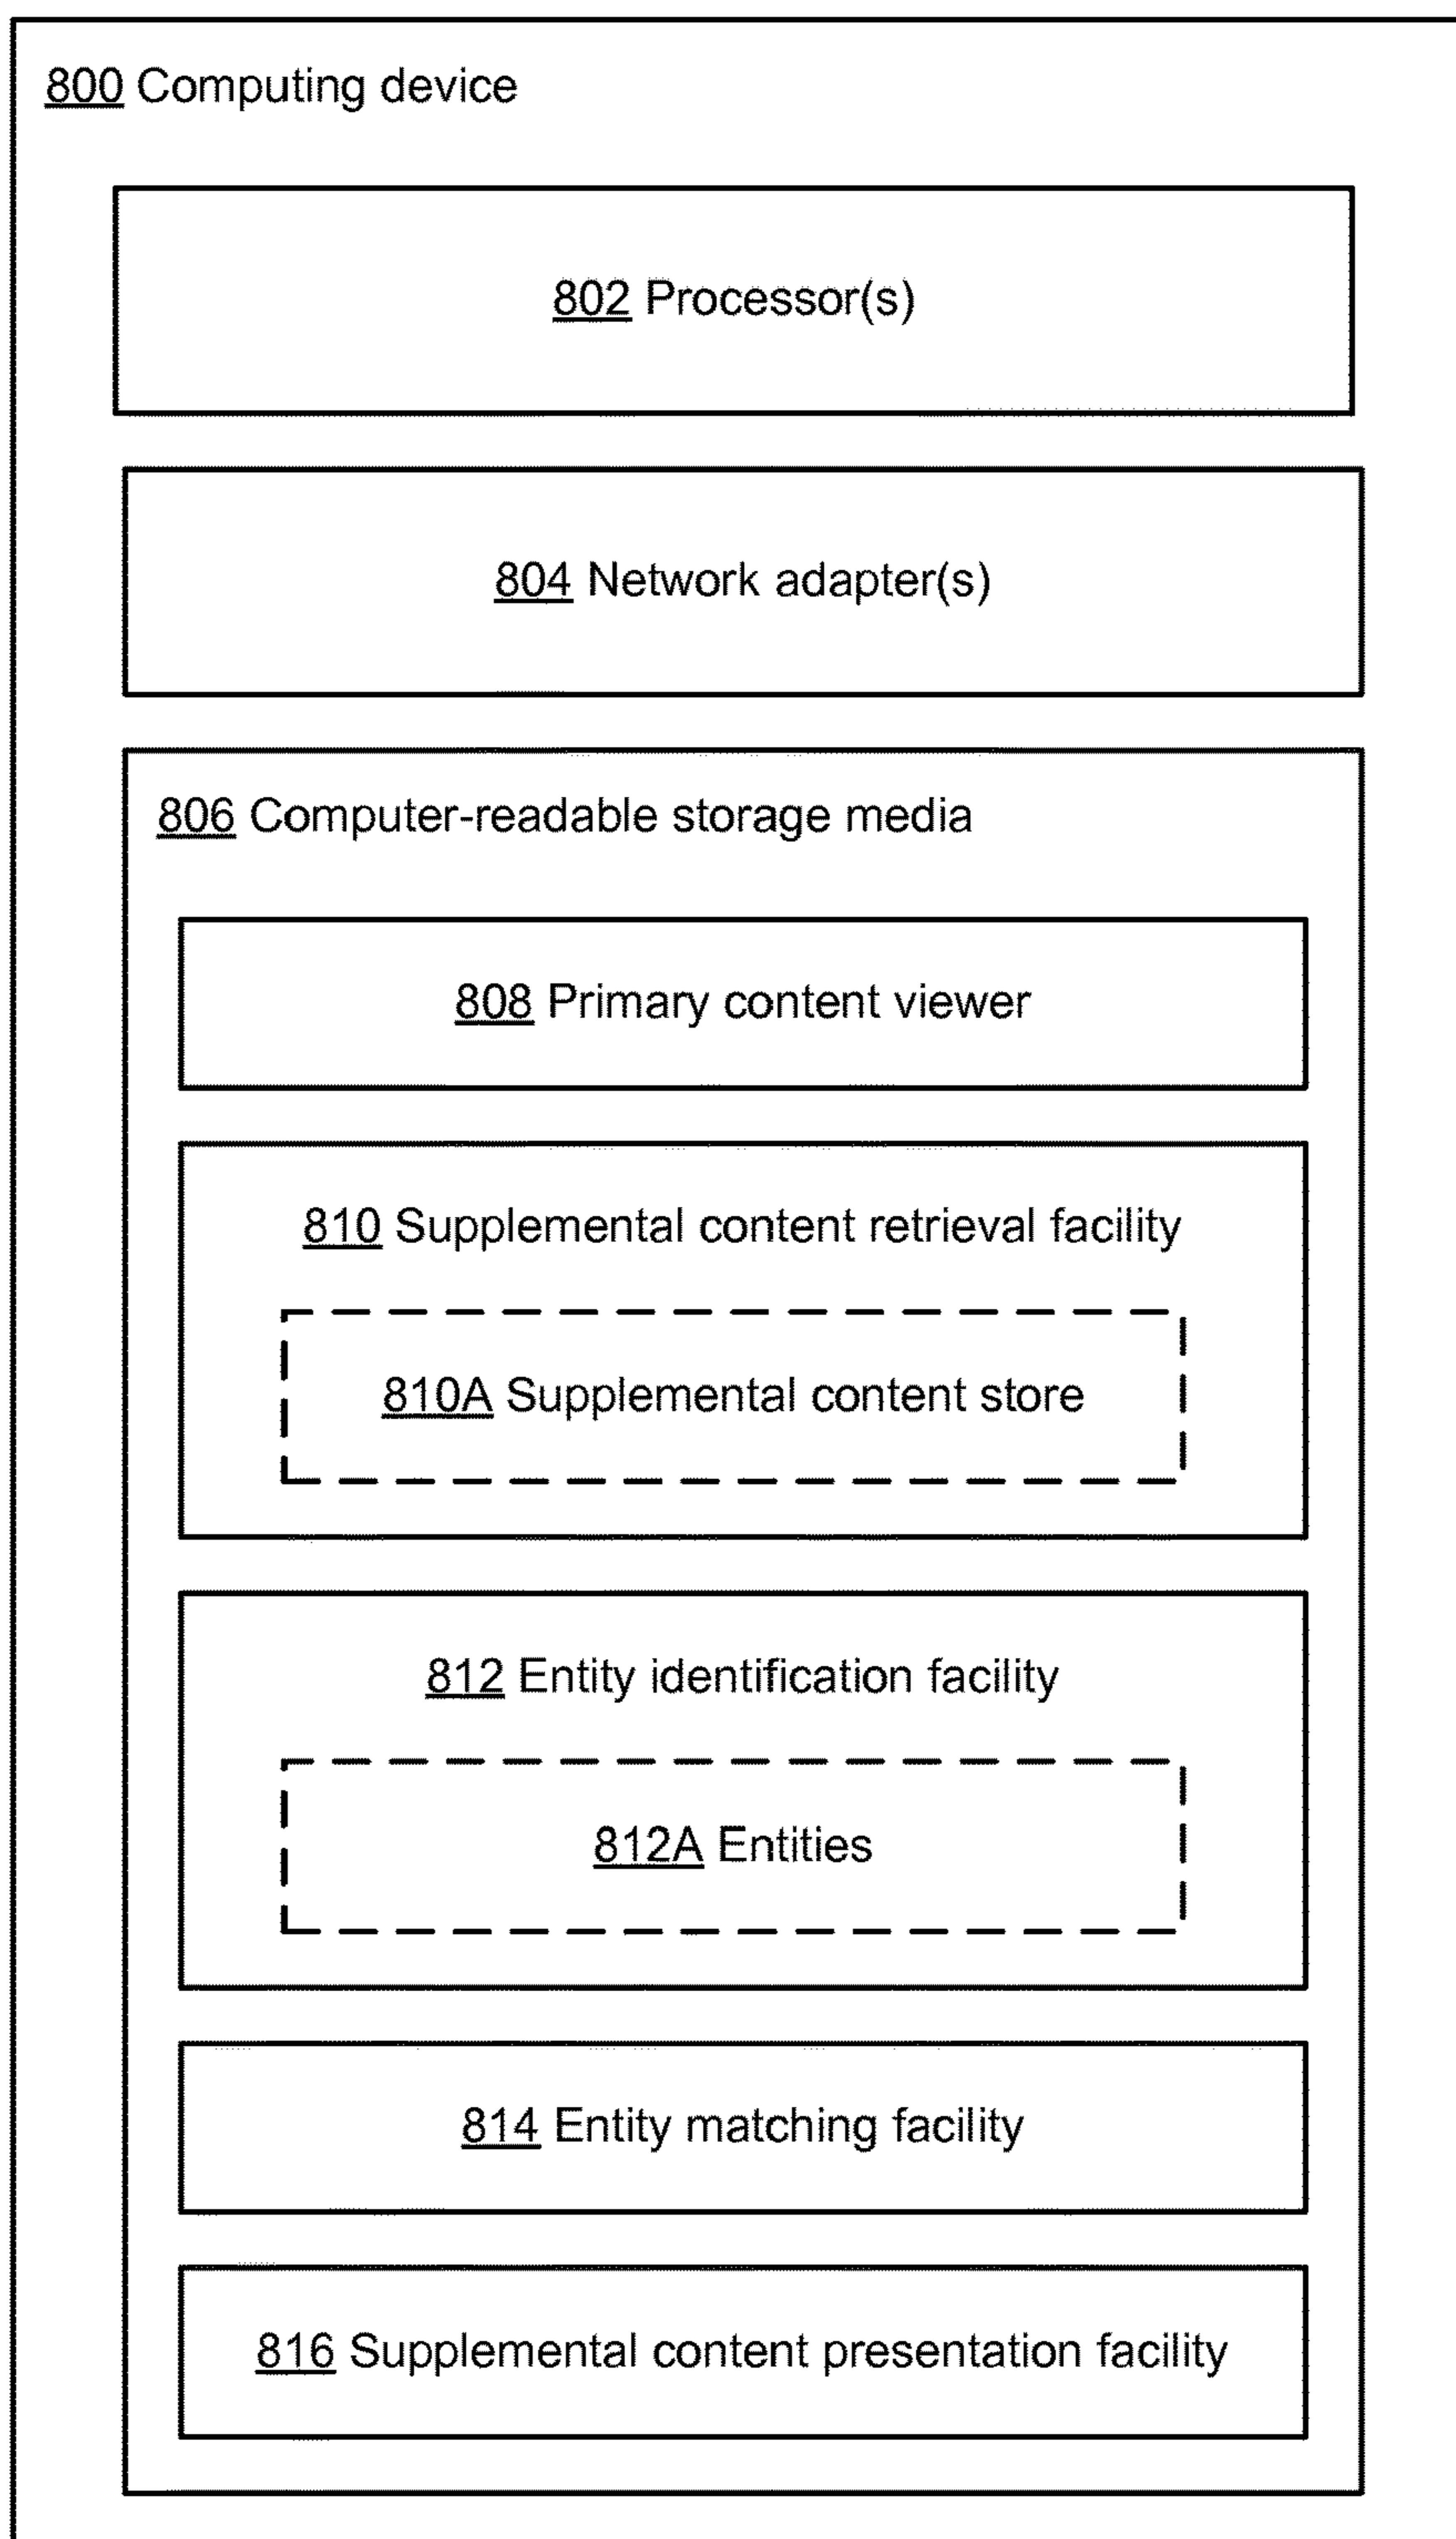 800 Computing device
802 Processor(s)
804 Network adapter(s)
806 Computer-readable storage media
808 Primary content viewer
810 Supplemental content retrieval facility
810A Supplemental content store
812 Entity identification facility
812A Entities
814 Entity matching facility
816 Supplemental content presentation facility